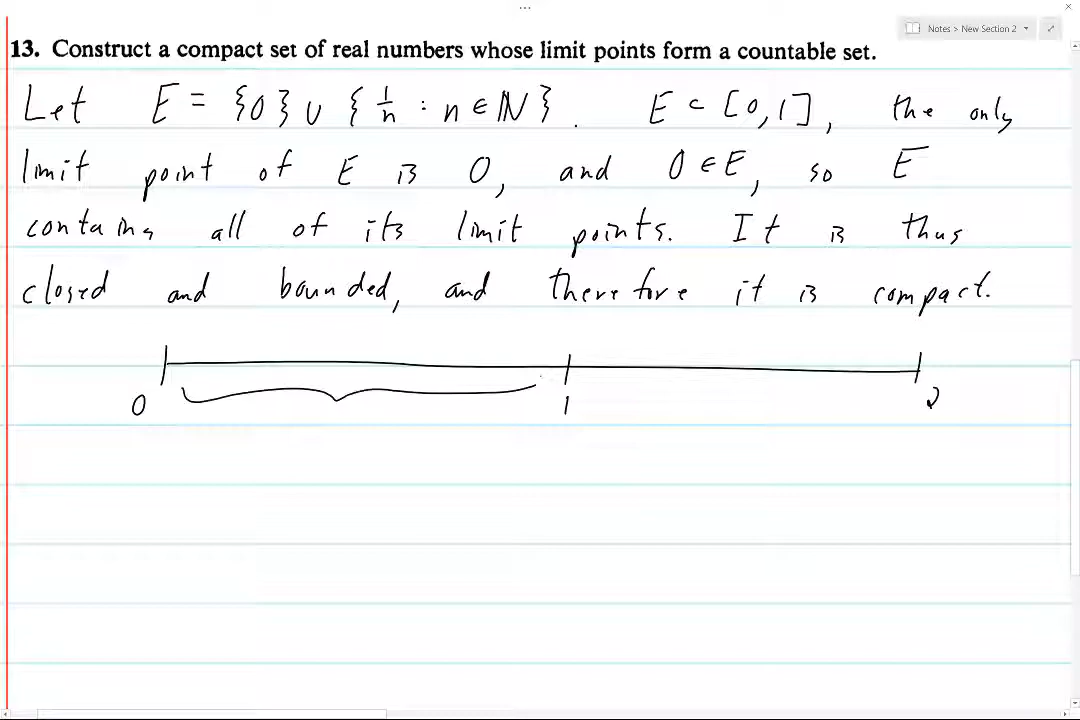 Notes > New Section 2
13. Construct a compact set of real numbers whose limit points form a countable set.
Let E = {0} ∪ {1/n : n ∈ ℕ}. E ⊂ [0,1], the only
limit point of E is 0, and 0 ∈ E, so E
contains all of its limit points. It is thus
closed and bounded, and therefore it is compact.
0 1 2